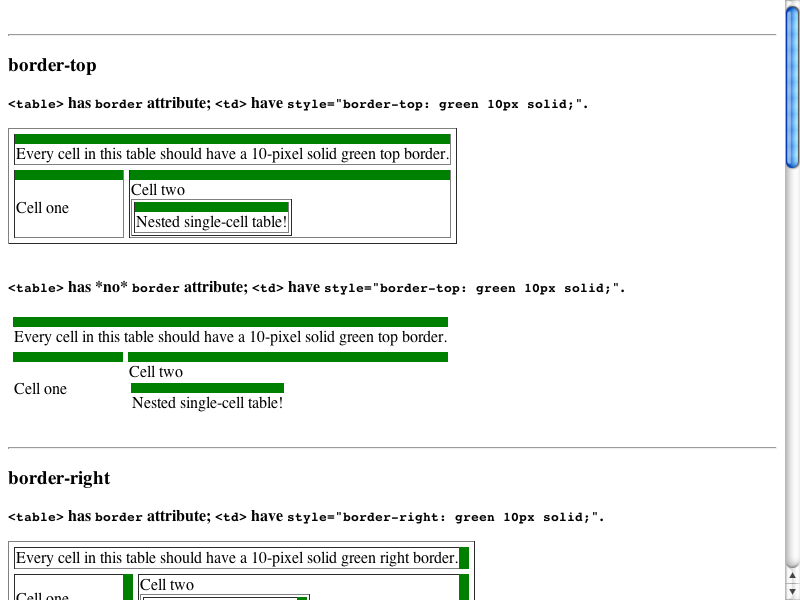 border-top
<table> has border attribute; <td> have style="border-top: green 10px solid;".
Every cell in this table should have a 10-pixel solid green top border.
Cell one
Cell two
Nested single-cell table!
<table> has *no* border attribute; <td> have style="border-top: green 10px solid;".
Every cell in this table should have a 10-pixel solid green top border.
Cell one
Cell two
Nested single-cell table!
border-right
<table> has border attribute; <td> have style="border-right: green 10px solid;".
Every cell in this table should have a 10-pixel solid green right border.
Cell two
Cell one